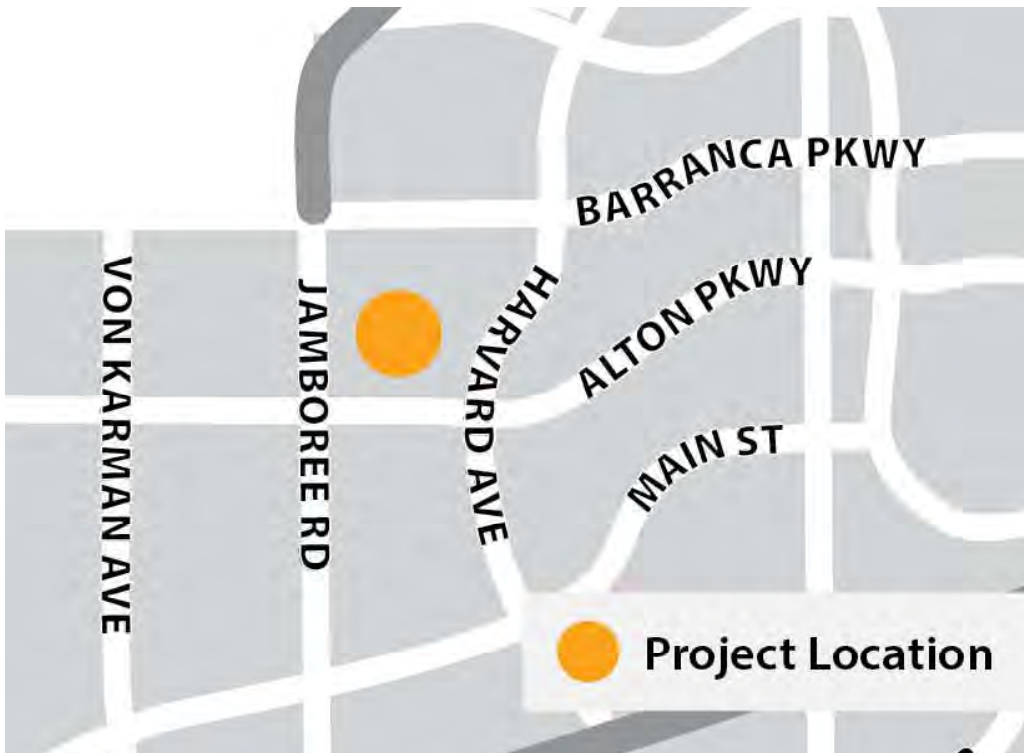 BARRANCA PKWY
VON KARMAN AVE
JAMBOREE RD
HARVARD AVE
ALTON PKWY
MAIN ST
Project Location